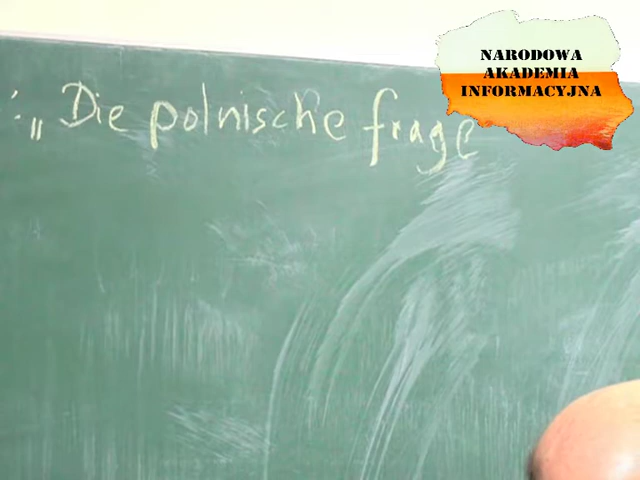 : „Die polnische frage
NARODOWA
AKADEMIA
INFORMACYJNA